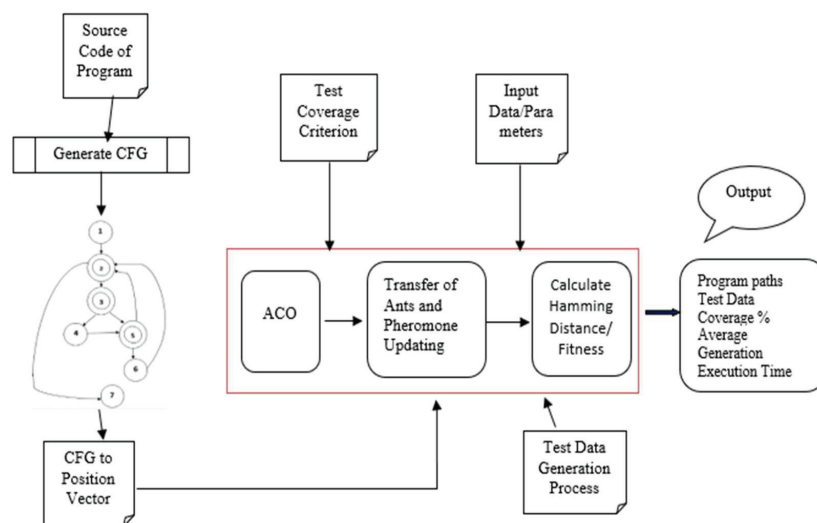 Source
Code of
Program
Generate CFG
1
2
3
4
5
6
7
CFG to
Position
Vector
Test
Coverage
Criterion
Input
Data/Para
meters
ACO
Transfer of
Ants and
Pheromone
Updating
Calculate
Hamming
Distance/
Fitness
Test Data
Generation
Process
Output
Program paths
Test Data
Coverage %
Average
Generation
Execution Time